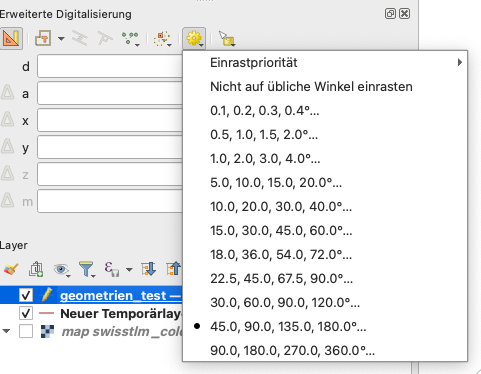 Erweiterte Digitalisierung
d
a
x
y
z
m
Einrastpriorität
Nicht auf übliche Winkel einrasten
0.1, 0.2, 0.3, 0.4°...
0.5, 1.0, 1.5, 2.0°...
1.0, 2.0, 3.0, 4.0°...
5.0, 10.0, 15.0, 20.0°...
10.0, 20.0, 30.0, 40.0°...
15.0, 30.0, 45.0, 60.0°...
18.0, 36.0, 54.0, 72.0°...
22.5, 45.0, 67.5, 90.0°...
30.0, 60.0, 90.0, 120.0°...
45.0, 90.0, 135.0, 180.0°...
90.0, 180.0, 270.0, 360.0°...
Layer
geometrien_test —
Neuer Temporärlaye
map swisstlm _colo